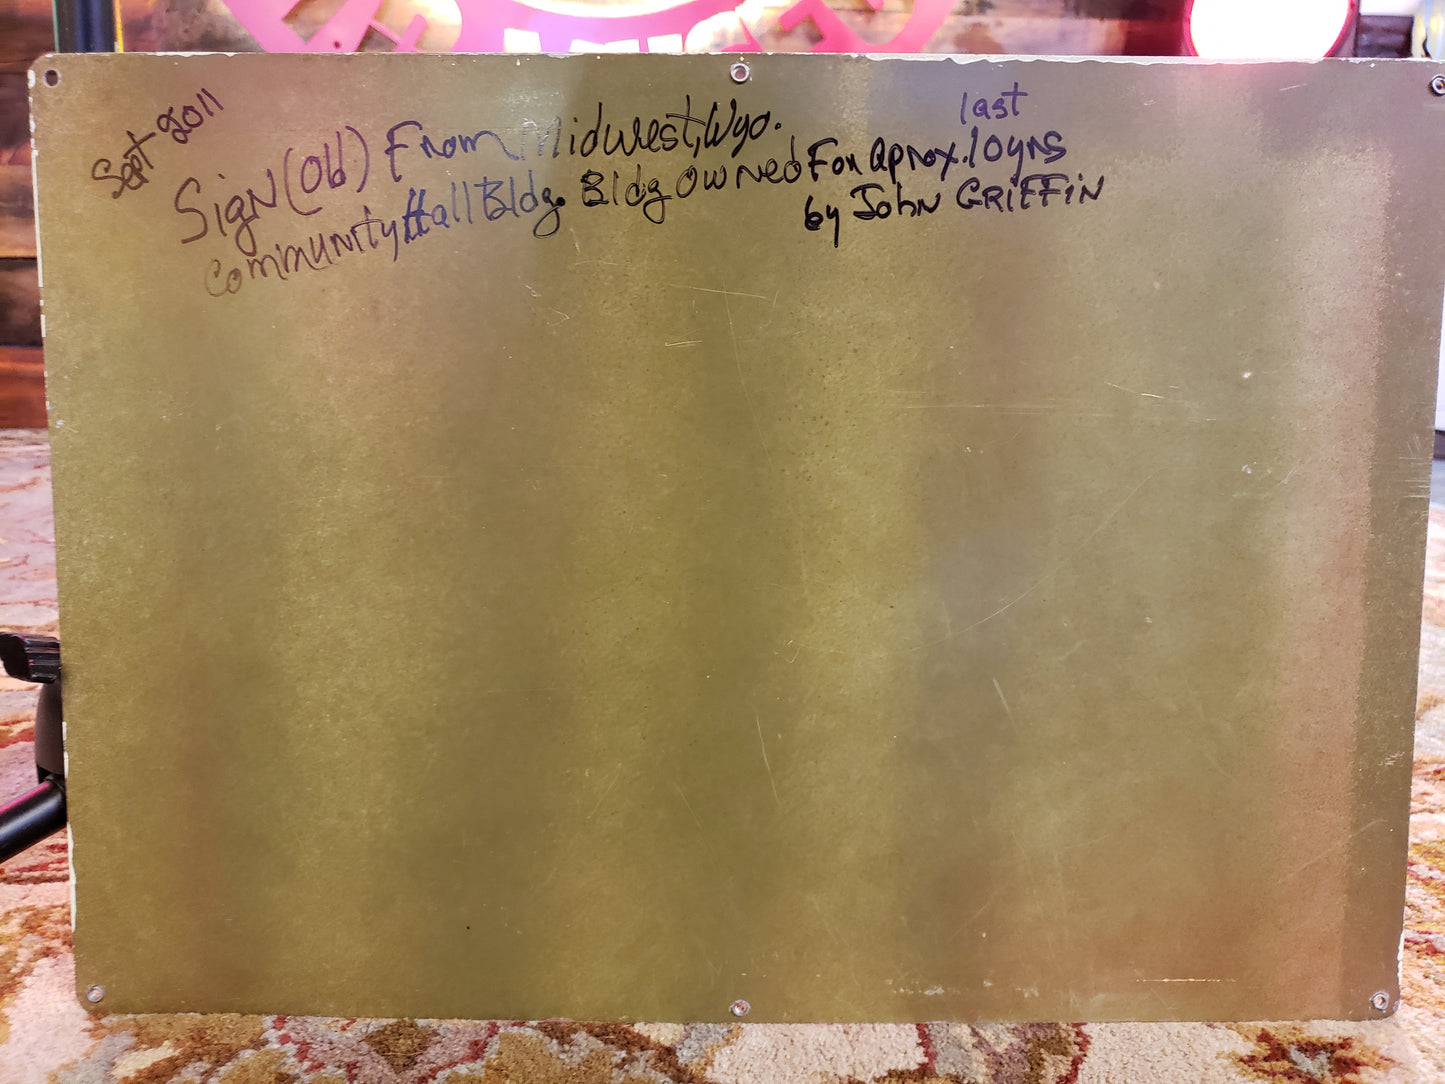 Sept 2011
Sign (Old) From Midwest, Wyo.
Community Hall Bldg. Bldg Owned For Aprox. last 10 yrs
by John GRIFFIN